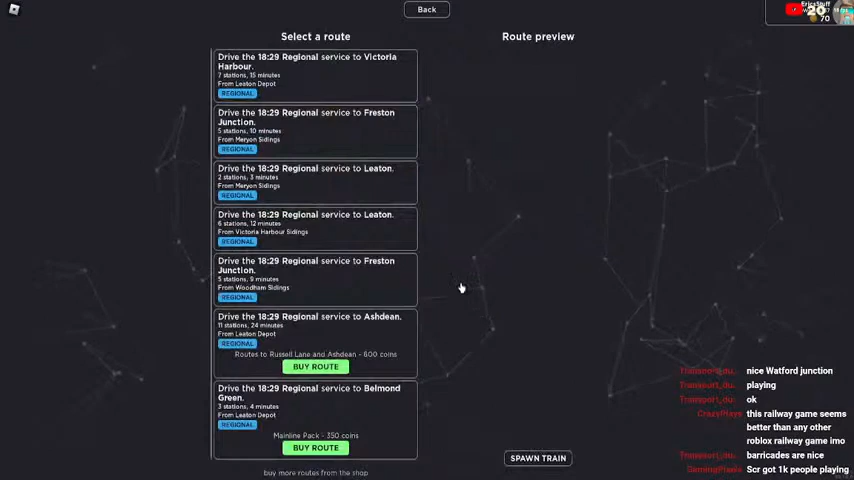 Back
70
Select a route
Route preview
Drive the 18:29 Regional service to Victoria
Harbour.
7 stations, 15 minutes
From Leaton Depot
REGIONAL
Drive the 18:29 Regional service to Freston
Junction.
5 stations, 10 minutes
From Maryon Sidings
REGIONAL
Drive the 18:29 Regional service to Leaton.
2 stations, 3 minutes
From Maryon Sidings
REGIONAL
Drive the 18:29 Regional service to Leaton.
6 stations, 12 minutes
From Victoria Harbour Sidings
REGIONAL
Drive the 18:29 Regional service to Freston
Junction.
5 stations, 9 minutes
From Woodham Sidings
REGIONAL
Drive the 18:29 Regional service to Ashdean.
11 stations, 24 minutes
From Leaton Depot
REGIONAL
Routes to Russell Lane and Ashdean - 600 coins
BUY ROUTE
Drive the 18:29 Regional service to Belmond
Green.
3 stations, 4 minutes
From Leaton Depot
REGIONAL
Mainline Pack - 350 coins
BUY ROUTE
buy more routes from the shop
SPAWN TRAIN
Transport_du... nice Watford junction
Transport_du... playing
Transport_du... ok
CrazyPlays this railway game seems
better than any other
roblox railway game imo
Transport_du... barricades are nice
Scr got 1k people playing